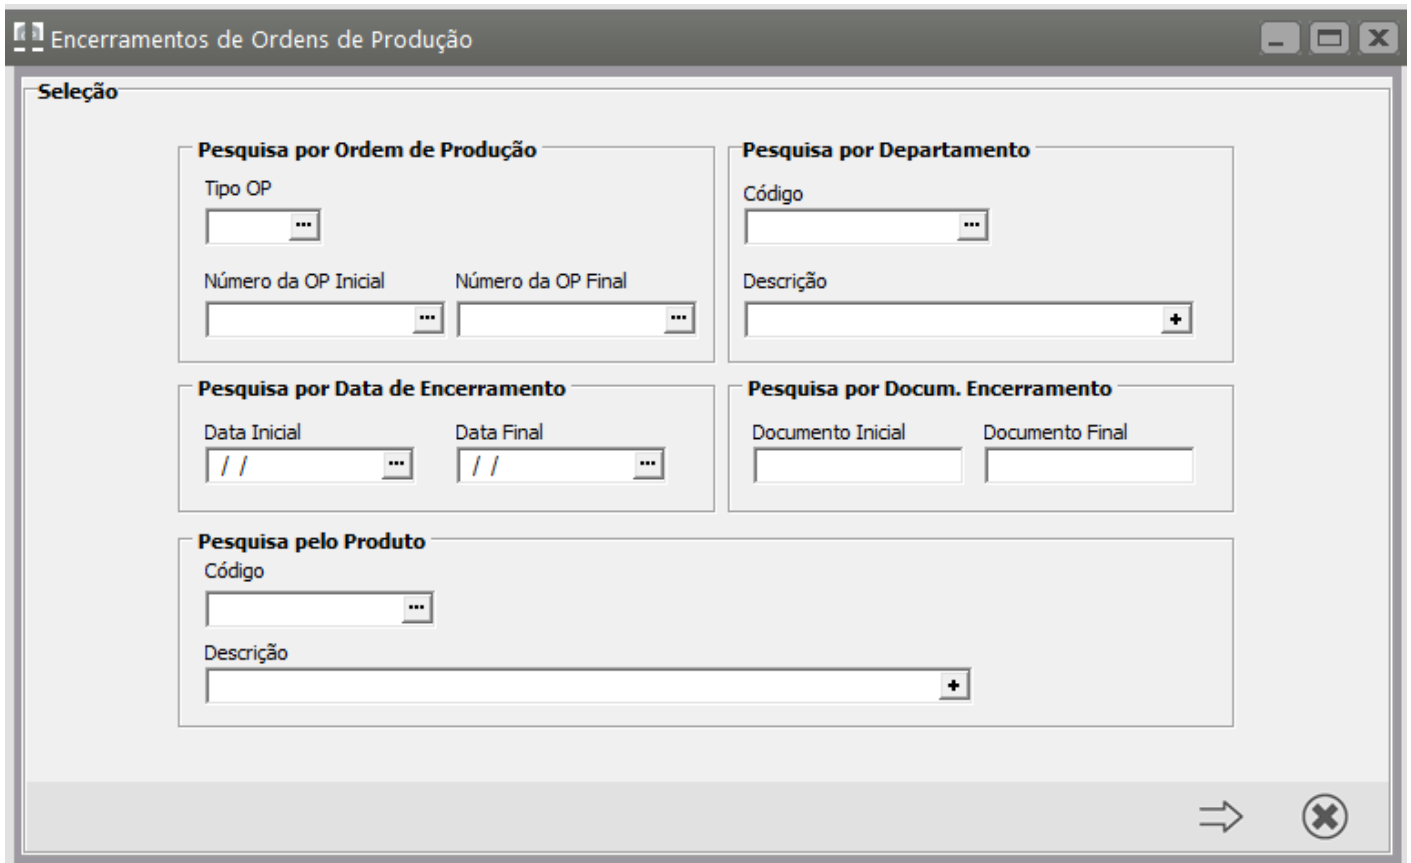 Encerramentos de Ordens de Produção
Seleção
Pesquisa por Ordem de Produção
Tipo OP
Número da OP Inicial Número da OP Final
Pesquisa por Departamento
Código
Descrição
Pesquisa por Data de Encerramento
Data Inicial Data Final
/ / / /
Pesquisa por Docum. Encerramento
Documento Inicial Documento Final
Pesquisa pelo Produto
Código
Descrição